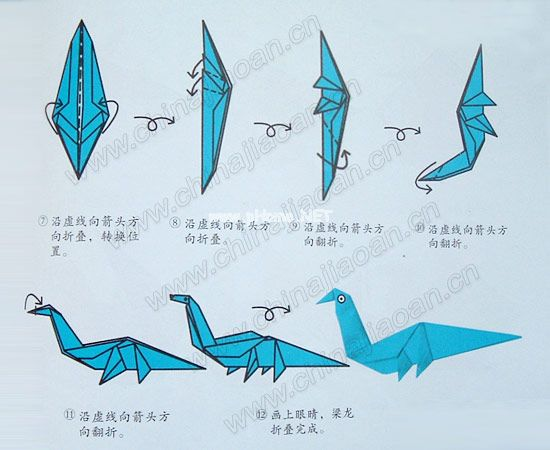 ⑦ 沿虚线向箭头方
向折叠，转换位
置。
⑧ 沿虚线向箭头方
向折叠。
⑨ 沿虚线向箭头方
向翻折。
⑩ 沿虚线向箭头方
向翻折。
⑪ 沿虚线向箭头方
向翻折。
⑫ 画上眼睛，梁龙
折叠完成。
www.chinajiaoan.cn
www.chinajiaoan.cn
www.chinajiaoan.cn